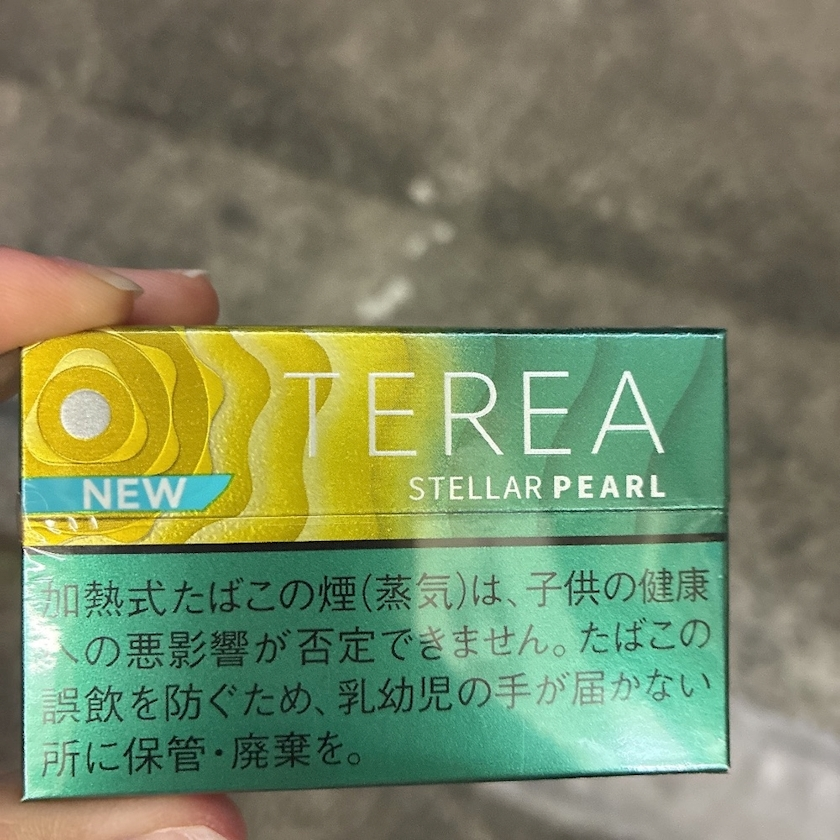 TEREA
STELLAR PEARL
NEW
加熱式たばこの煙(蒸気)は、子供の健康
への悪影響が否定できません。たばこの
誤飲を防ぐため、乳幼児の手が届かない
所に保管・廃棄を。